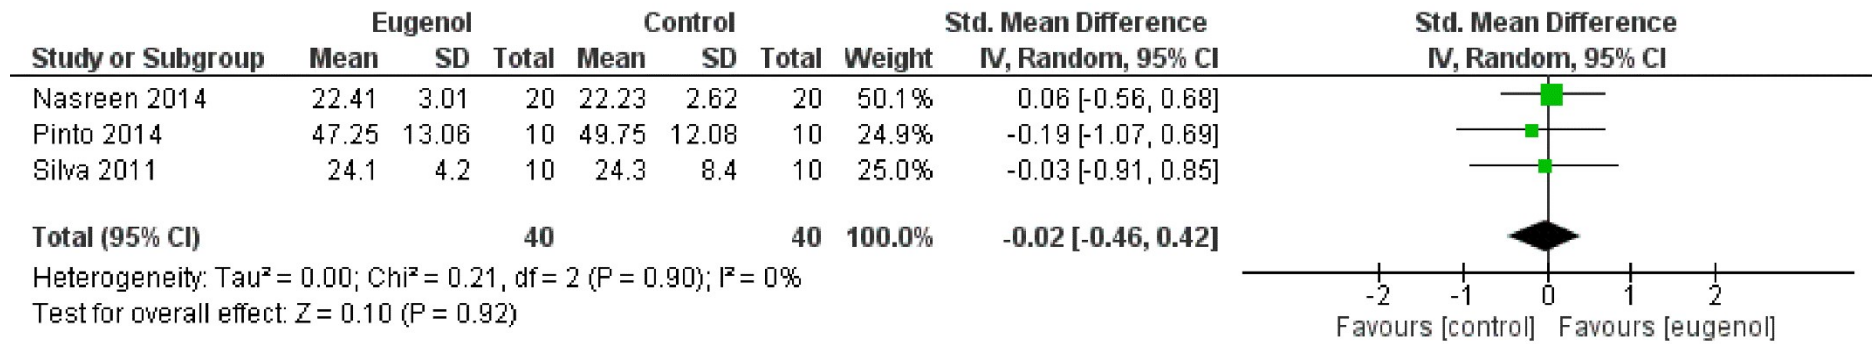 Eugenol Control Std. Mean Difference Std. Mean Difference
Study or Subgroup Mean SD Total Mean SD Total Weight IV, Random, 95% CI IV, Random, 95% CI
Nasreen 2014 22.41 3.01 20 22.23 2.62 20 50.1% 0.06 [-0.56, 0.68]
Pinto 2014 47.25 13.06 10 49.75 12.08 10 24.9% -0.19 [-1.07, 0.69]
Silva 2011 24.1 4.2 10 24.3 8.4 10 25.0% -0.03 [-0.91, 0.85]
Total (95% CI) 40 40 100.0% -0.02 [-0.46, 0.42]
Heterogeneity: Tau² = 0.00; Chi² = 0.21, df = 2 (P = 0.90); I² = 0%
Test for overall effect: Z = 0.10 (P = 0.92)
-2 -1 0 1 2
Favours [control] Favours [eugenol]